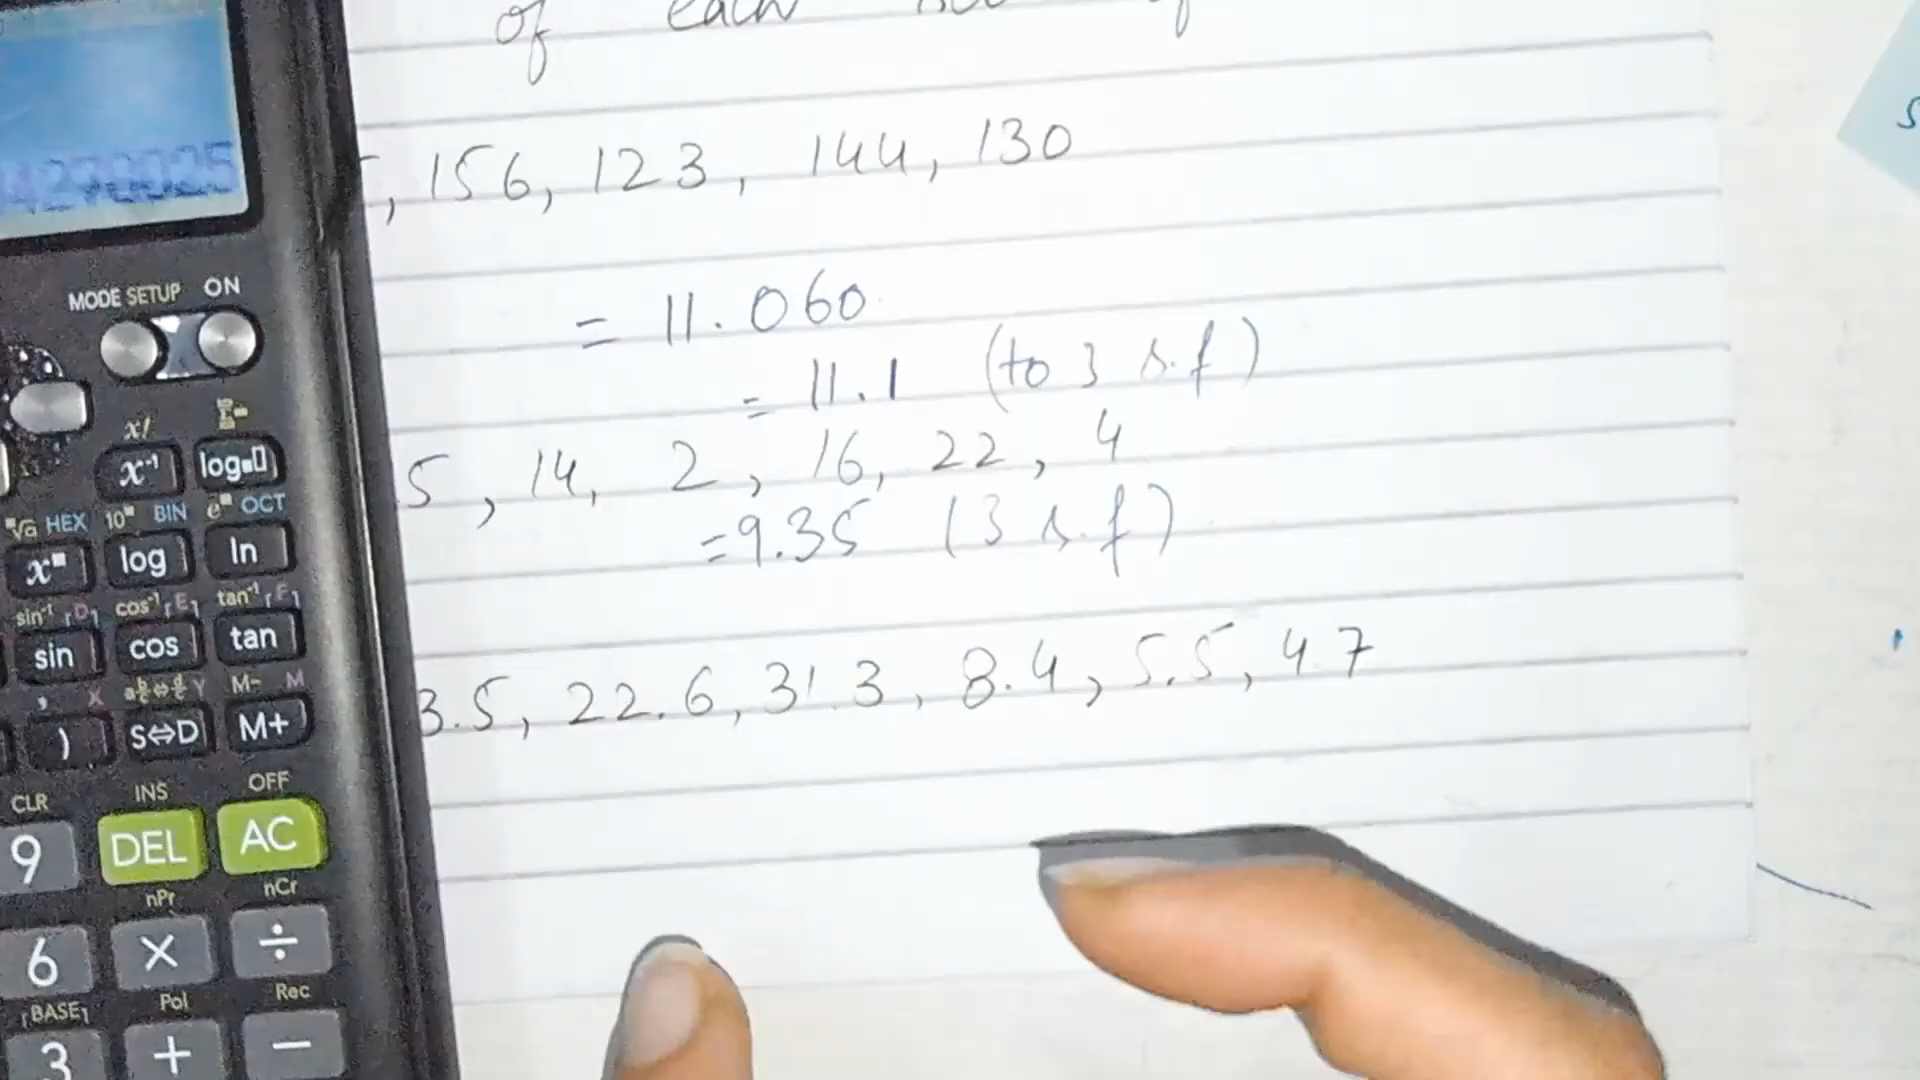 of each
, 156, 123, 144, 130
= 11.060
= 11.1 (to 3 s.f)
5, 14, 2, 16, 22, 4
=9.35 (3 s.f)
3.5, 22.6, 31.3, 8.4, 5.5, 4.7
MODE SETUP ON
x!
x⁻¹ log
HEX 10 BIN e OCT
x log ln
sin⁻¹ D cos⁻¹ E tan⁻¹ F
sin cos tan
, X Y M- M
) S⇔D M+
CLR INS OFF
9 DEL AC
nPr nCr
6 × ÷
BASE Pol Rec
3 + −